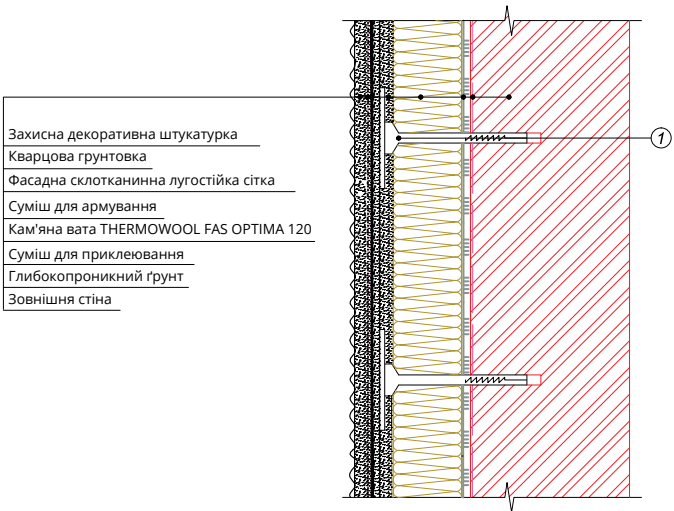 Захисна декоративна штукатурка
Кварцова грунтовка
Фасадна склотканинна лугостійка сітка
Суміш для армування
Кам'яна вата THERMOWOOL FAS OPTIMA 120
Суміш для приклеювання
Глибокопроникний ґрунт
Зовнішня стіна
1